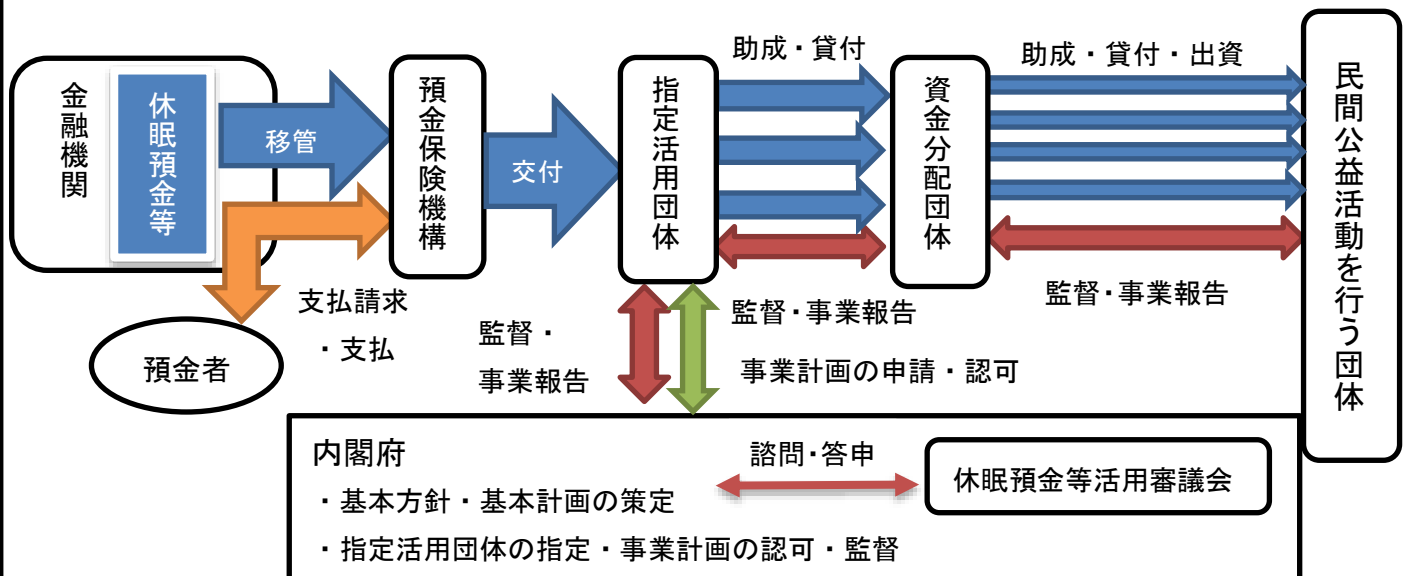 金融機関
休眠預金等
移管
預金保険機構
交付
指定活用団体
助成・貸付
資金分配団体
助成・貸付・出資
民間公益活動を行う団体
支払請求
・支払
預金者
監督・
事業報告
監督・事業報告
監督・事業報告
事業計画の申請・認可
内閣府
・基本方針・基本計画の策定
・指定活用団体の指定・事業計画の認可・監督
諮問・答申
休眠預金等活用審議会